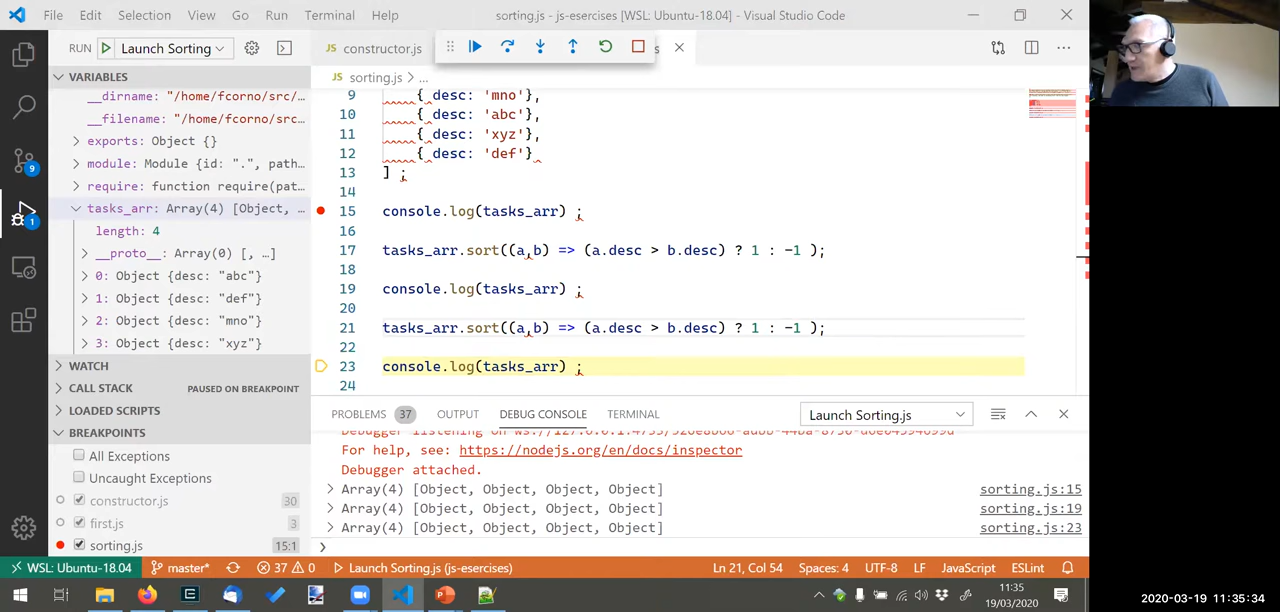 File Edit Selection View Go Run Terminal Help sorting.js - js-esercises [WSL: Ubuntu-18.04] - Visual Studio Code
RUN Launch Sorting
JS constructor.js s
VARIABLES
JS sorting.js > ...
__dirname: "/home/fcorno/src/...
__filename: "/home/fcorno/src...
exports: Object {}
module: Module {id: ".", path...
require: function require(pat...
tasks_arr: Array(4) [Object, ...
length: 4
__proto__: Array(0) [, ...]
0: Object {desc: "abc"}
1: Object {desc: "def"}
2: Object {desc: "mno"}
3: Object {desc: "xyz"}
WATCH
CALL STACK PAUSED ON BREAKPOINT
LOADED SCRIPTS
BREAKPOINTS
All Exceptions
Uncaught Exceptions
constructor.js 30
first.js 3
sorting.js 15:1
9 { desc: 'mno'},
10 { desc: 'abc'},
11 { desc: 'xyz'},
12 { desc: 'def'}
13 ] ;
14
15 console.log(tasks_arr) ;
16
17 tasks_arr.sort((a,b) => (a.desc > b.desc) ? 1 : -1 );
18
19 console.log(tasks_arr) ;
20
21 tasks_arr.sort((a,b) => (a.desc > b.desc) ? 1 : -1 );
22
23 console.log(tasks_arr) ;
24
PROBLEMS 37 OUTPUT DEBUG CONSOLE TERMINAL Launch Sorting.js
For help, see: https://nodejs.org/en/docs/inspector
Debugger attached.
Array(4) [Object, Object, Object, Object] sorting.js:15
Array(4) [Object, Object, Object, Object] sorting.js:19
Array(4) [Object, Object, Object, Object] sorting.js:23
9
1
WSL: Ubuntu-18.04 master* 37 0 Launch Sorting.js (js-esercises) Ln 21, Col 54 Spaces: 4 UTF-8 LF JavaScript ESLint
11:35
19/03/2020
2020-03-19 11:35:34